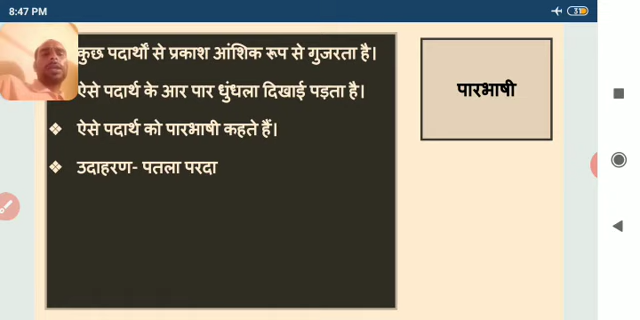 8:47 PM
31
कुछ पदार्थों से प्रकाश आंशिक रूप से गुजरता है।
पारभाषी
ऐसे पदार्थ के आर पार धुंधला दिखाई पड़ता है।
❖ ऐसे पदार्थ को पारभाषी कहते हैं।
❖ उदाहरण- पतला परदा